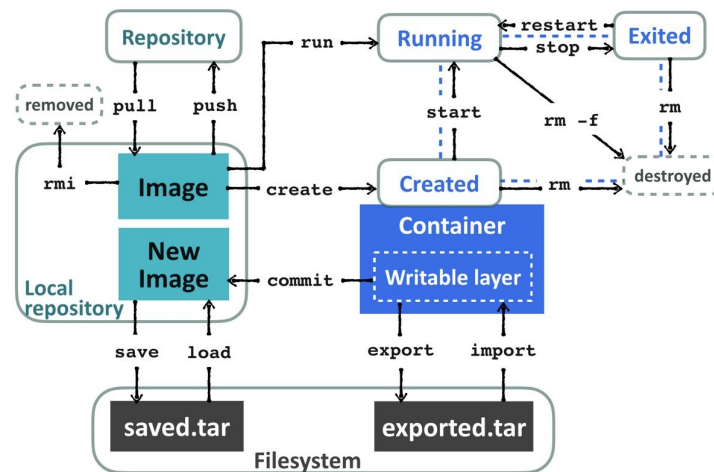 Repository
run
Running
restart
stop
Exited
removed
pull
push
start
rm -f
rm
rmi
Image
create
Created
rm
destroyed
Container
New
Image
commit
Writable layer
Local
repository
save
load
export
import
saved.tar
exported.tar
Filesystem